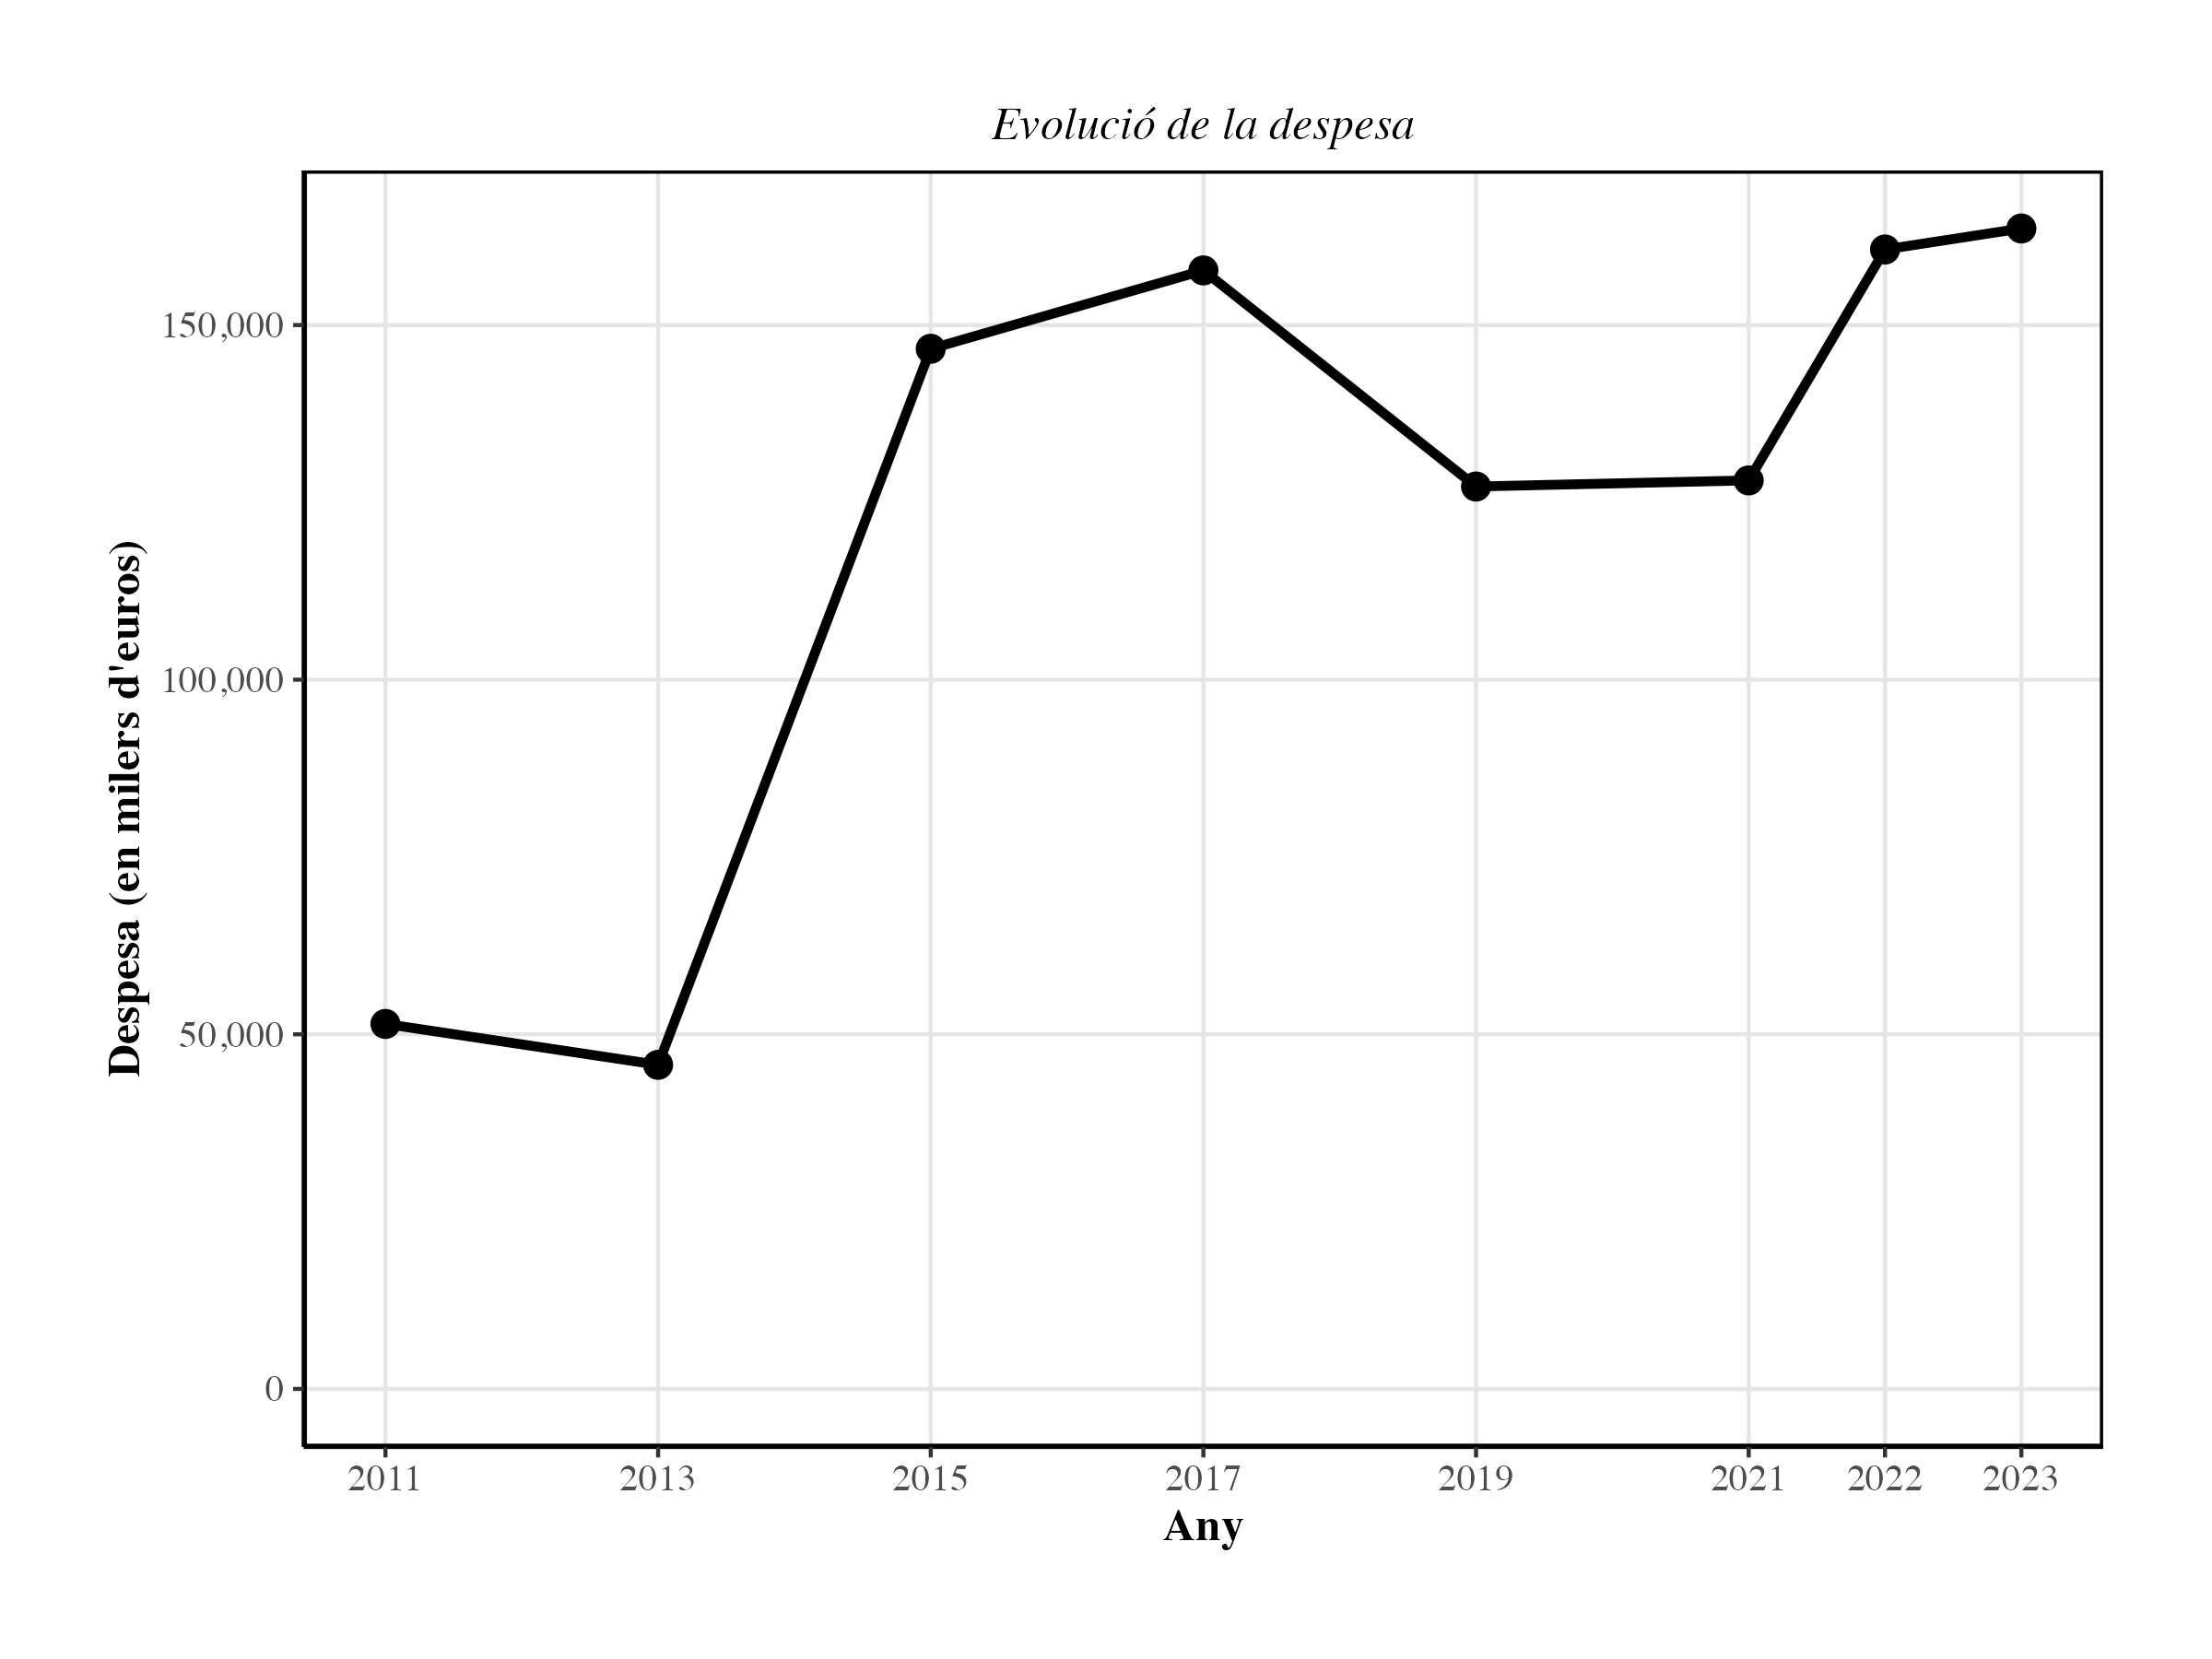 Evolució de la despesa
Despesa (en milers d'euros)
150,000
100,000
50,000
0
2011 2013 2015 2017 2019 2021 2022 2023
Any